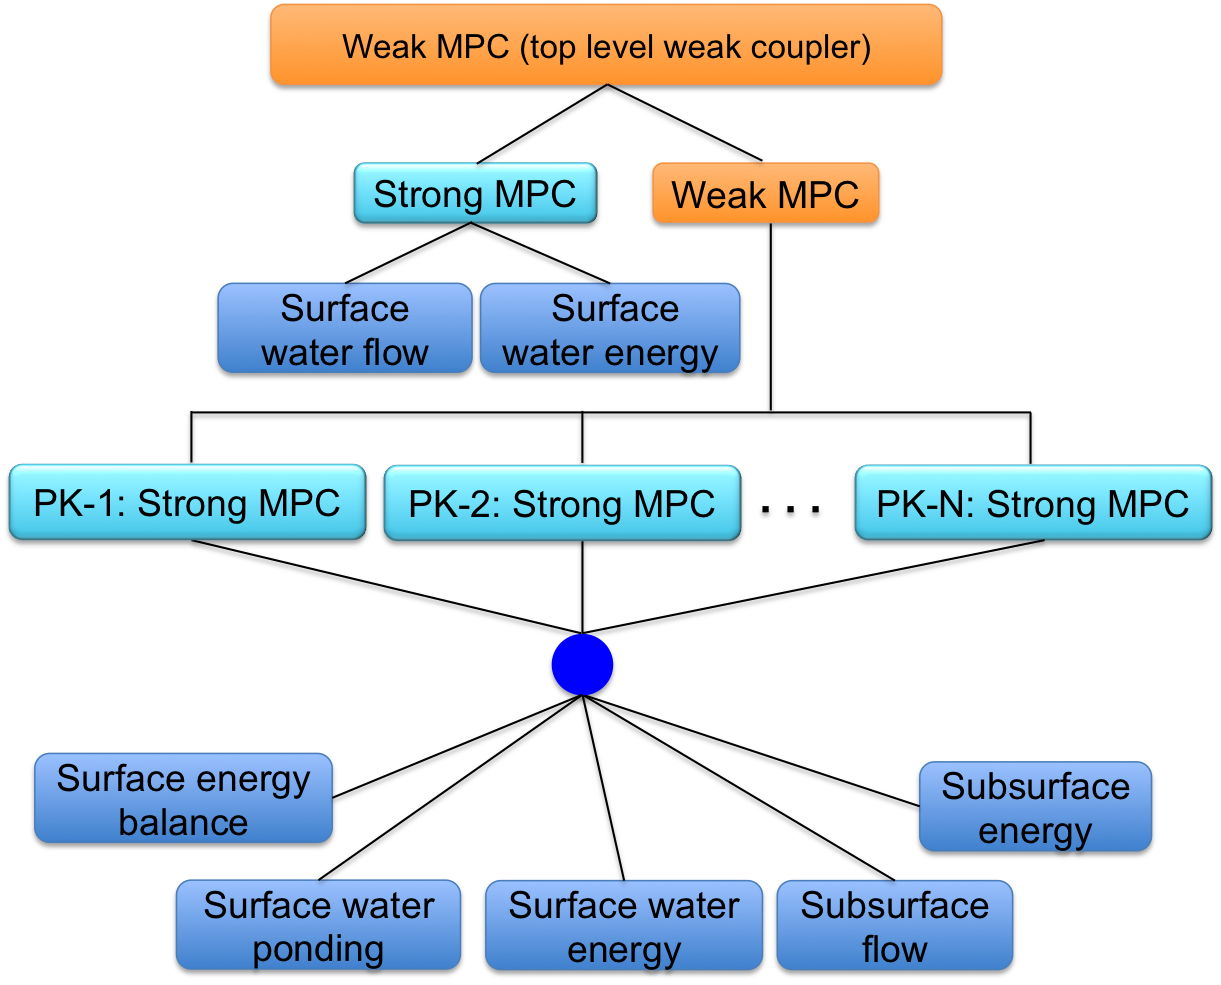 Weak MPC (top level weak coupler)
Strong MPC
Weak MPC
Surface
water flow
Surface
water energy
PK-1: Strong MPC
PK-2: Strong MPC
. . .
PK-N: Strong MPC
Surface energy
balance
Subsurface
energy
Surface water
ponding
Surface water
energy
Subsurface
flow